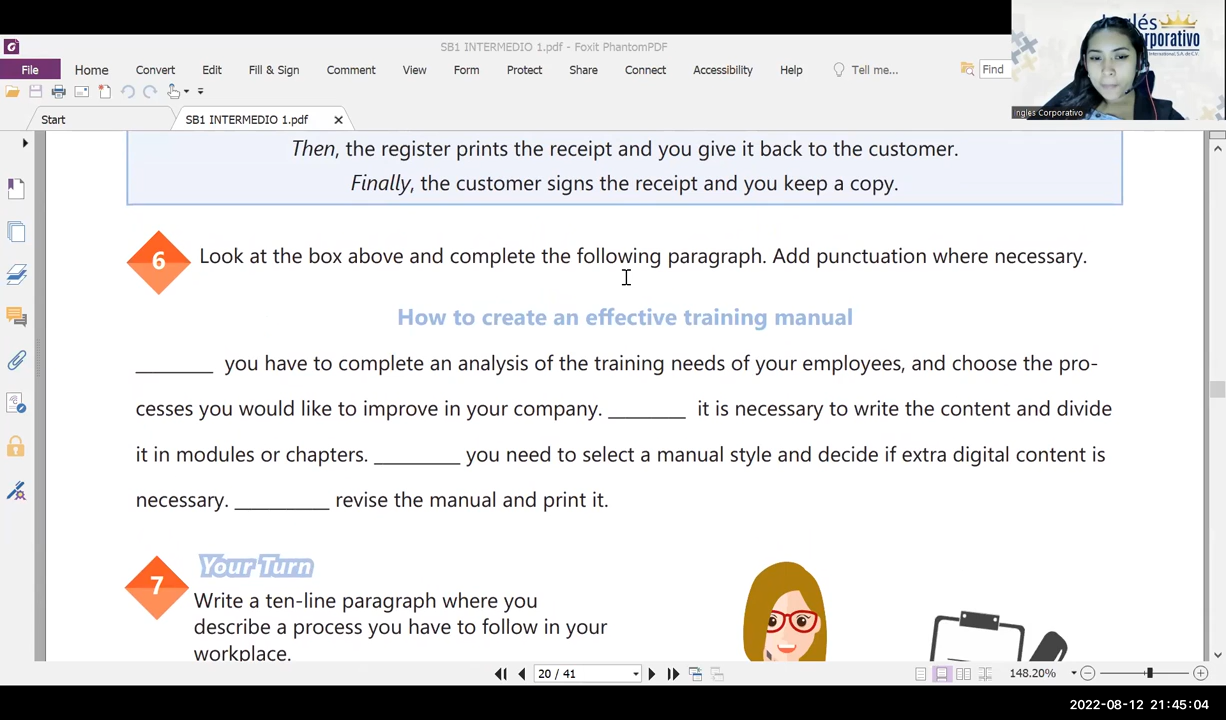 SB1 INTERMEDIO 1.pdf - Foxit PhantomPDF
Inglés
Corporativo
International, S.A. de C.V.
Ingles Corporativo
File Home Convert Edit Fill & Sign Comment View Form Protect Share Connect Accessibility Help Tell me... Find
Start SB1 INTERMEDIO 1.pdf
Then, the register prints the receipt and you give it back to the customer.
Finally, the customer signs the receipt and you keep a copy.
6 Look at the box above and complete the following paragraph. Add punctuation where necessary.
How to create an effective training manual
________ you have to complete an analysis of the training needs of your employees, and choose the pro-
cesses you would like to improve in your company. ________ it is necessary to write the content and divide
it in modules or chapters. _________ you need to select a manual style and decide if extra digital content is
necessary. __________ revise the manual and print it.
7 Your Turn
Write a ten-line paragraph where you
describe a process you have to follow in your
workplace.
20 / 41 148.20%
2022-08-12 21:45:04